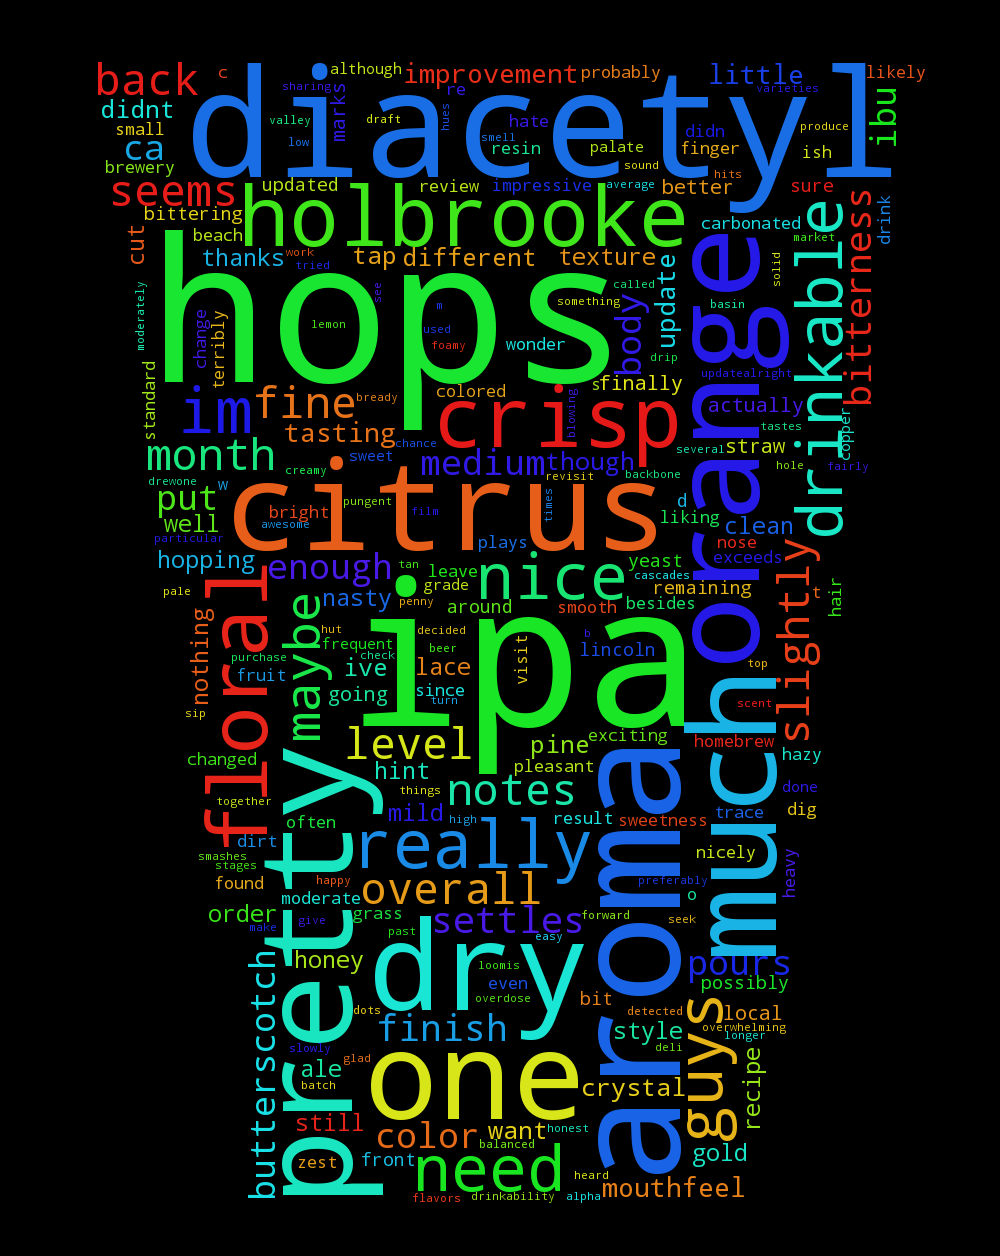 diacetyl
back
c
although
improvement
probably
little
likely
sharing
re
varieties
didnt
marks
hues
ibu
small
valley
draft
hate
didn
produce
ca
low
smell
resin
palate
finger
ish
brewery
sound
hits
seems
updated
review
impressive
average
better
sure
bittering
holbrooke
carbonated
drink
beach
cut
thanks
work
tap
different
texture
market
bitterness
tried
see
called
update
solid
drinkable
orange
moderately
hops
m
something
body
basin
lemon
used
change
terribly
foamy
wonder
drip
updatealright
standard
im
fine
bready
colored
s
finally
actually
crisp
blowing
copper
tasting
chance
tastes
month
sweet
medium
though
several
straw
creamy
revisit
backbone
hole
fairly
drewone
w
citrus
put
pungent
times
d
bright
film
liking
well
awesome
clean
particular
plays
nose
slightly
hopping
enough
tan
leave
yeast
exceeds
cascades
pale
nasty
penny
grade
nice
remaining
t
hair
floral
maybe
around
smooth
besides
nothing
hut
decided
b
frequent
beer
visit
lincoln
purchase
check
ive
lace
ipa
top
fruit
going
since
turn
scent
sip
much
level
pine
exciting
homebrew
changed
hint
pleasant
hazy
things
notes
done
together
mild
high
result
sweetness
trace
dig
often
dirt
really
aroma
nicely
smashes
stages
found
happy
overall
preferably
heavy
moderate
o
order
grass
settles
forward
seek
make
give
past
dry
easy
pretty
honey
loomis
pours
even
possibly
overdose
bit
butterscotch
dots
detected
guys
local
finish
style
overwhelming
longer
slowly
glad
deli
ale
one
recipe
batch
crystal
still
color
want
honest
balanced
gold
zest
front
need
heard
mouthfeel
flavors
drinkability
alpha